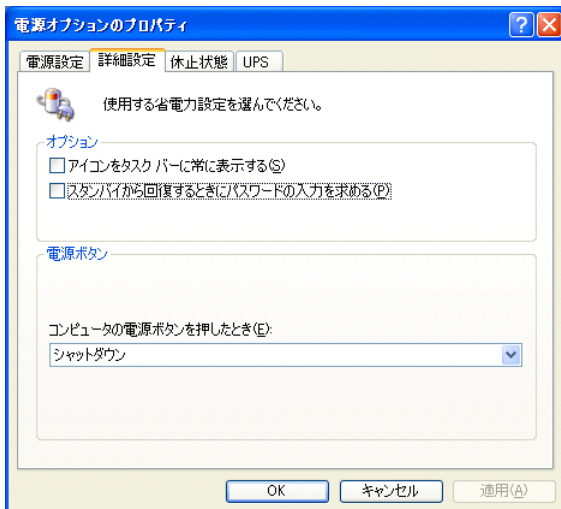 電源オプションのプロパティ
電源設定 詳細設定 休止状態 UPS
使用する省電力設定を選んでください。
オプション
アイコンをタスク バーに常に表示する(S)
スタンバイから回復するときにパスワードの入力を求める(P)
電源ボタン
コンピュータの電源ボタンを押したとき(E):
シャットダウン
OK キャンセル 適用(A)